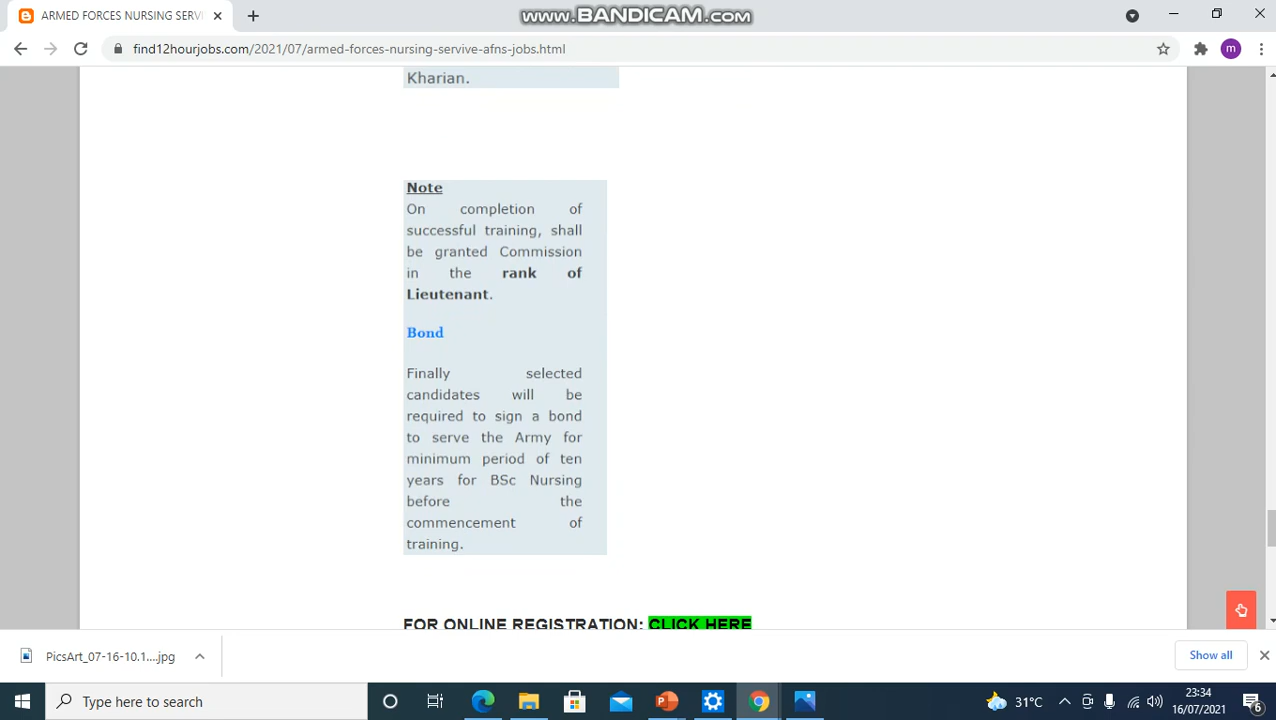 www.BANDICAM.com
ARMED FORCES NURSING SERVI
find12hourjobs.com/2021/07/armed-forces-nursing-servive-afns-jobs.html
m
Kharian.
Note
On completion of
successful training, shall
be granted Commission
in the rank of
Lieutenant.
Bond
Finally selected
candidates will be
required to sign a bond
to serve the Army for
minimum period of ten
years for BSc Nursing
before the
commencement of
training.
FOR ONLINE REGISTRATION: CLICK HERE
PicsArt_07-16-10.1....jpg
Show all
Type here to search
31°C
23:34
16/07/2021
6